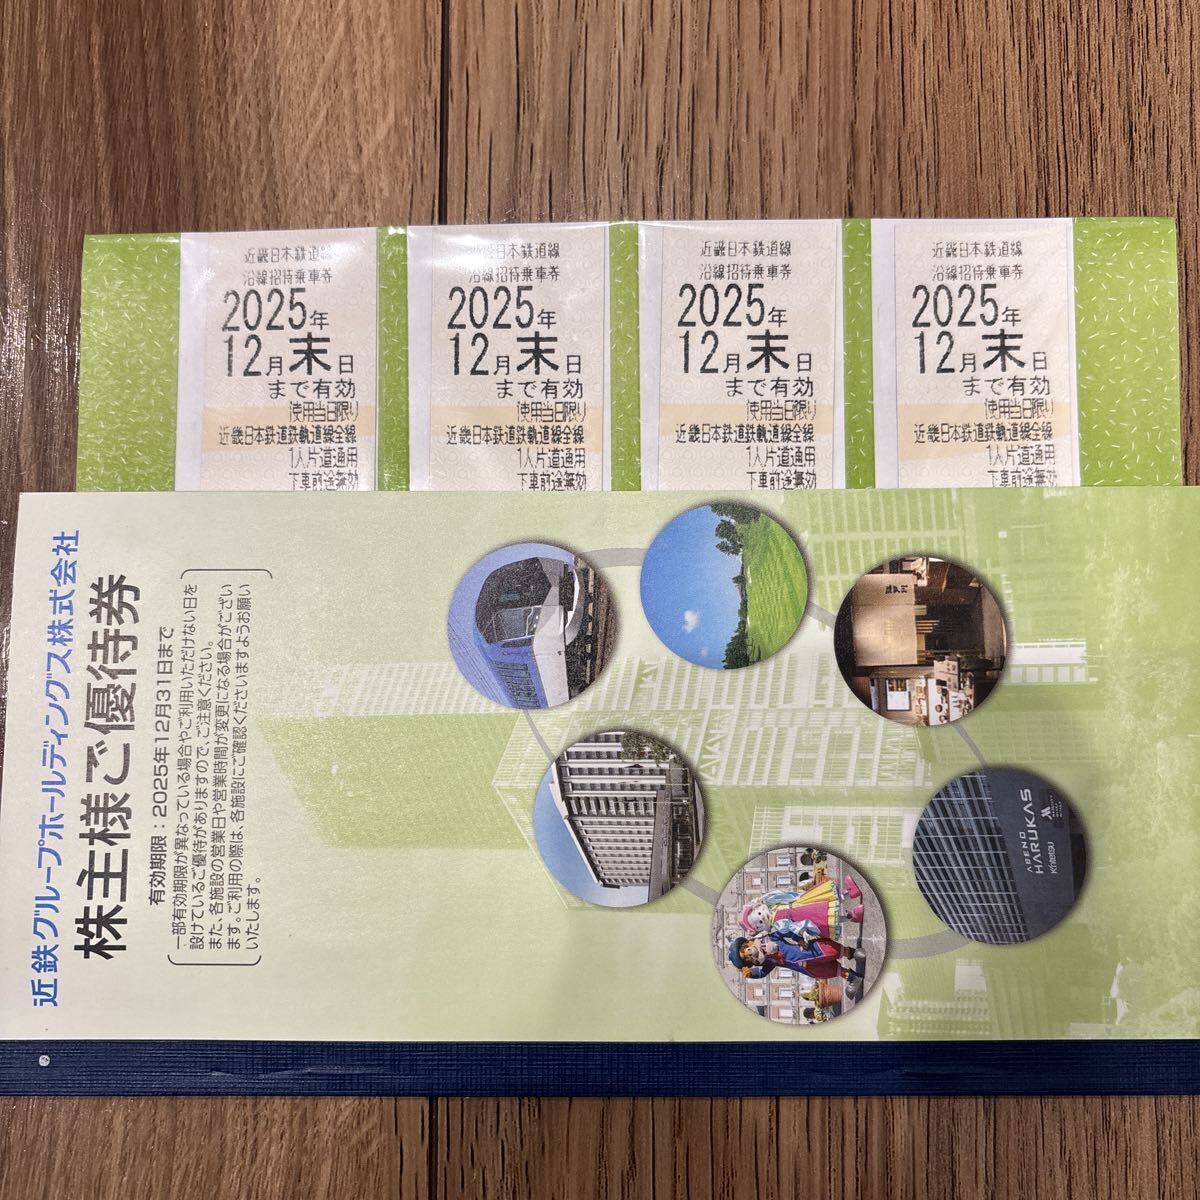 近畿日本鉄道線
沿線招待乗車券
2025年
12月末日
まで有効
使用当日限り
近畿日本鉄道鉄軌道線全線
1人片道通用
下車前途無効
近畿日本鉄道線
沿線招待乗車券
2025年
12月末日
まで有効
使用当日限り
近畿日本鉄道鉄軌道線全線
1人片道通用
下車前途無効
近畿日本鉄道線
沿線招待乗車券
2025年
12月末日
まで有効
使用当日限り
近畿日本鉄道鉄軌道線全線
1人片道通用
下車前途無効
近畿日本鉄道線
沿線招待乗車券
2025年
12月末日
まで有効
使用当日限り
近畿日本鉄道鉄軌道線全線
1人片道通用
下車前途無効
近鉄グループホールディングス株式会社
株主様ご優待券
有効期限：2025年12月31日まで
一部有効期限が異なっている場合やご利用いただけない日を
設けているご優待がありますので、ご注意ください。
また、各施設の営業日や営業時間が変更になる場合がござい
ます。ご利用の際は、各施設にご確認くださいますようお願い
いたします。
ABENO
HARUKAS
Kintetsu